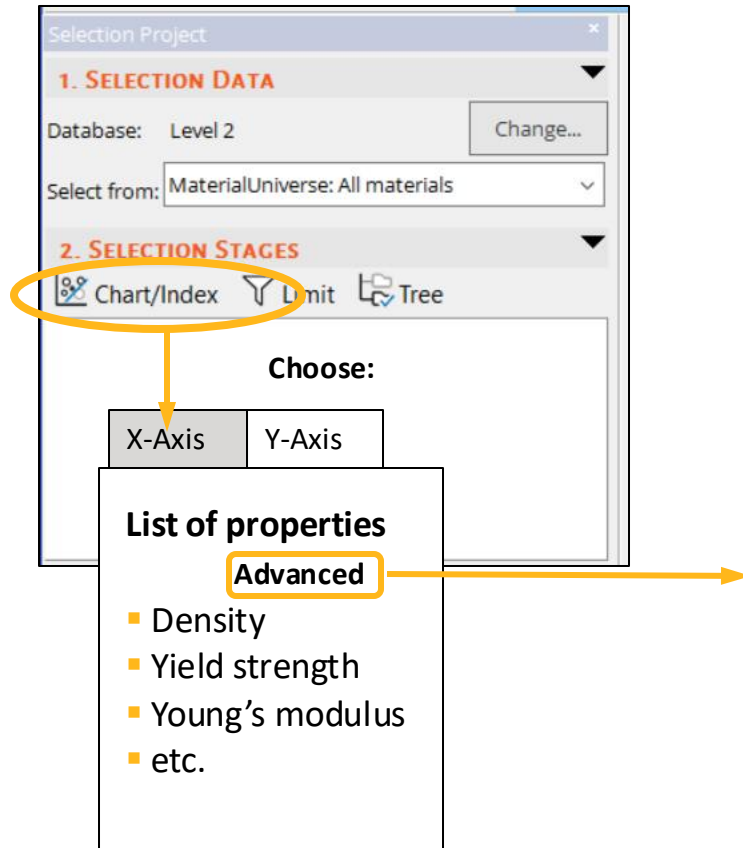 Selection Project
1. SELECTION DATA
Database: Level 2 Change...
Select from: MaterialUniverse: All materials
2. SELECTION STAGES
Chart/Index Limit Tree
Choose:
X-Axis Y-Axis
List of properties
Advanced
▪ Density
▪ Yield strength
▪ Young’s modulus
▪ etc.